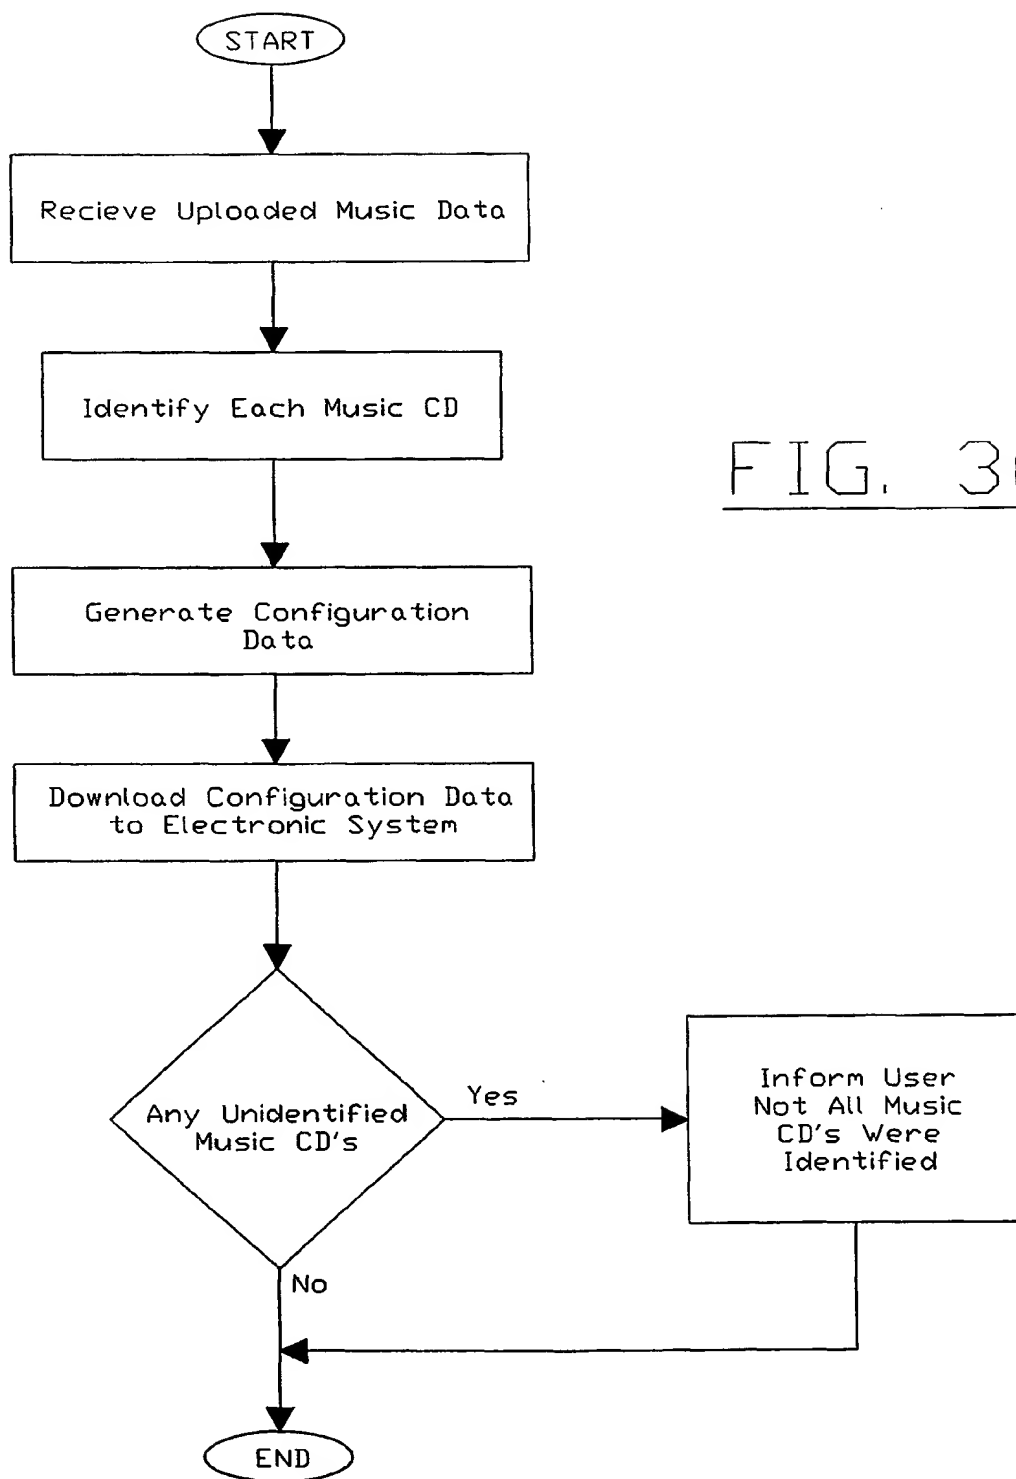 START
Recieve Uploaded Music Data
Identify Each Music CD
FIG. 3
Generate Configuration
Data
Download Configuration Data
to Electronic System
Any Unidentified
Music CD's
Yes
Inform User
Not All Music
CD's Were
Identified
No
END